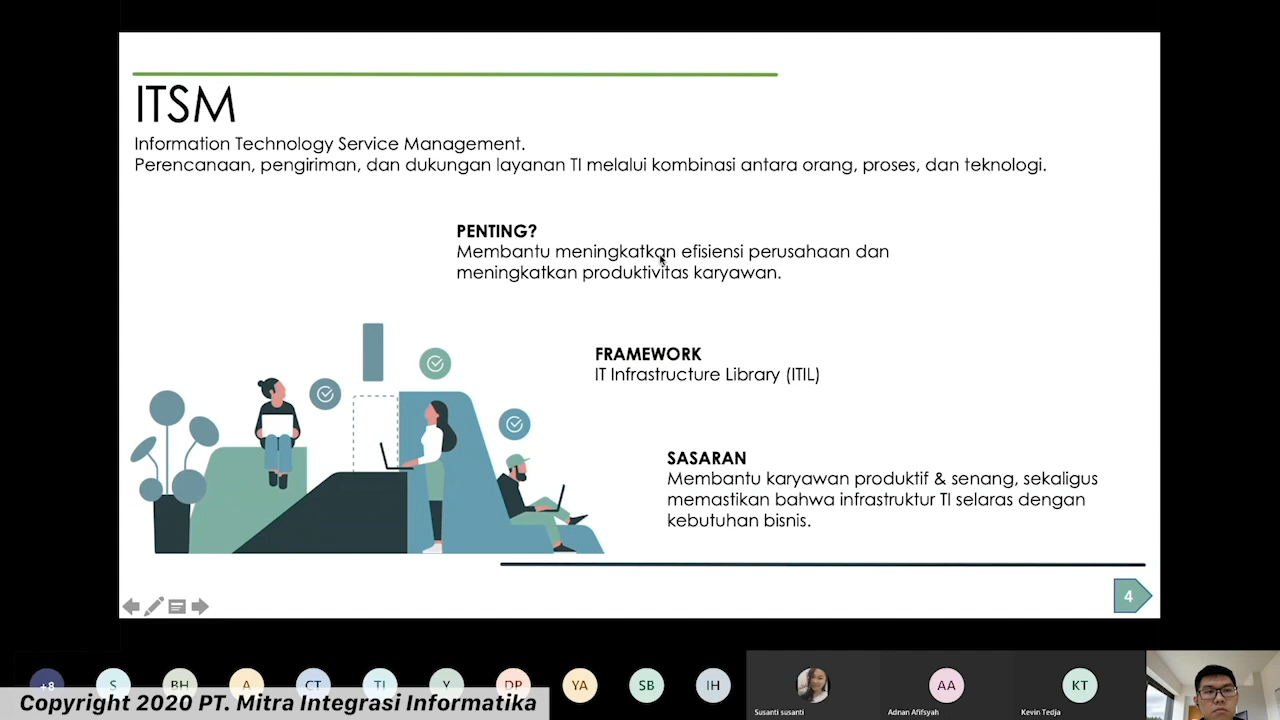 ITSM
Information Technology Service Management.
Perencanaan, pengiriman, dan dukungan layanan TI melalui kombinasi antara orang, proses, dan teknologi.
PENTING?
Membantu meningkatkan efisiensi perusahaan dan
meningkatkan produktivitas karyawan.
FRAMEWORK
IT Infrastructure Library (ITIL)
SASARAN
Membantu karyawan produktif & senang, sekaligus
memastikan bahwa infrastruktur TI selaras dengan
kebutuhan bisnis.
4
+8 S BH A CT TI Y DP YA SB IH AA KT
Susanti susanti Adnan Afifsyah Kevin Tedja
Copyright 2020 PT. Mitra Integrasi Informatika